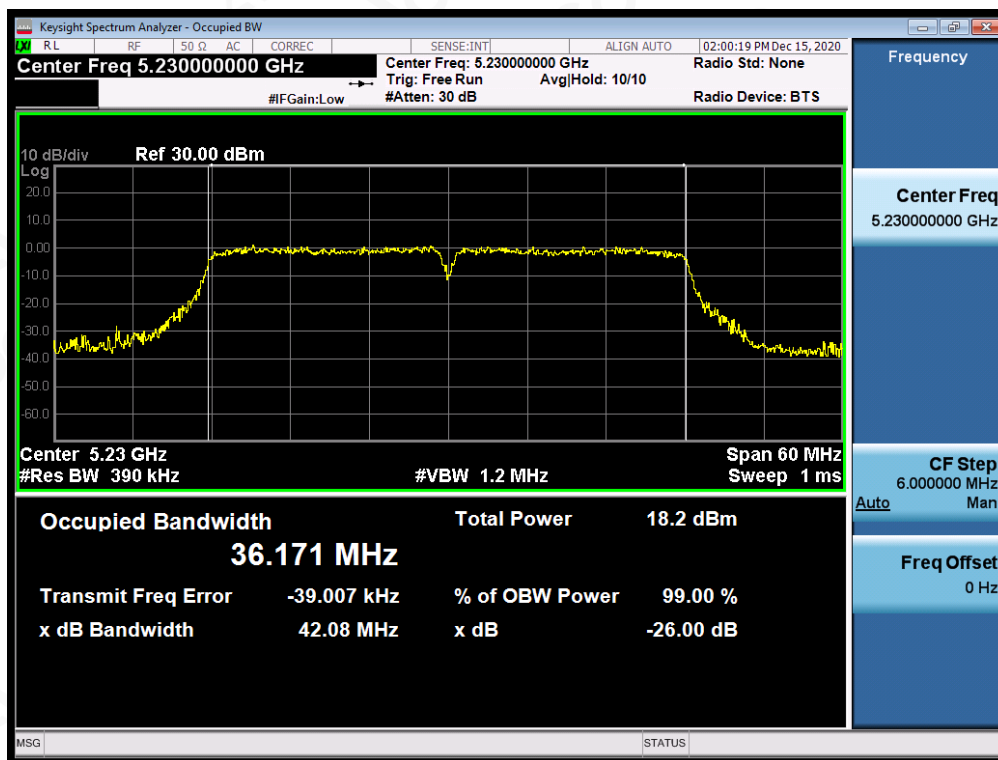 Keysight Spectrum Analyzer - Occupied BW
LXI RL RF 50 Ω AC CORREC SENSE:INT ALIGN AUTO 02:00:19 PM Dec 15, 2020
Center Freq 5.230000000 GHz
Center Freq: 5.230000000 GHz
Radio Std: None
Trig: Free Run Avg|Hold: 10/10
#IFGain:Low
#Atten: 30 dB
Radio Device: BTS
10 dB/div Ref 30.00 dBm
Log
20.0
10.0
0.00
-10.0
-20.0
-30.0
-40.0
-50.0
-60.0
Center 5.23 GHz Span 60 MHz
#Res BW 390 kHz #VBW 1.2 MHz Sweep 1 ms
Occupied Bandwidth Total Power 18.2 dBm
36.171 MHz
Transmit Freq Error -39.007 kHz % of OBW Power 99.00 %
x dB Bandwidth 42.08 MHz x dB -26.00 dB
MSG STATUS
Frequency
Center Freq
5.230000000 GHz
CF Step
6.000000 MHz
Auto Man
Freq Offset
0 Hz